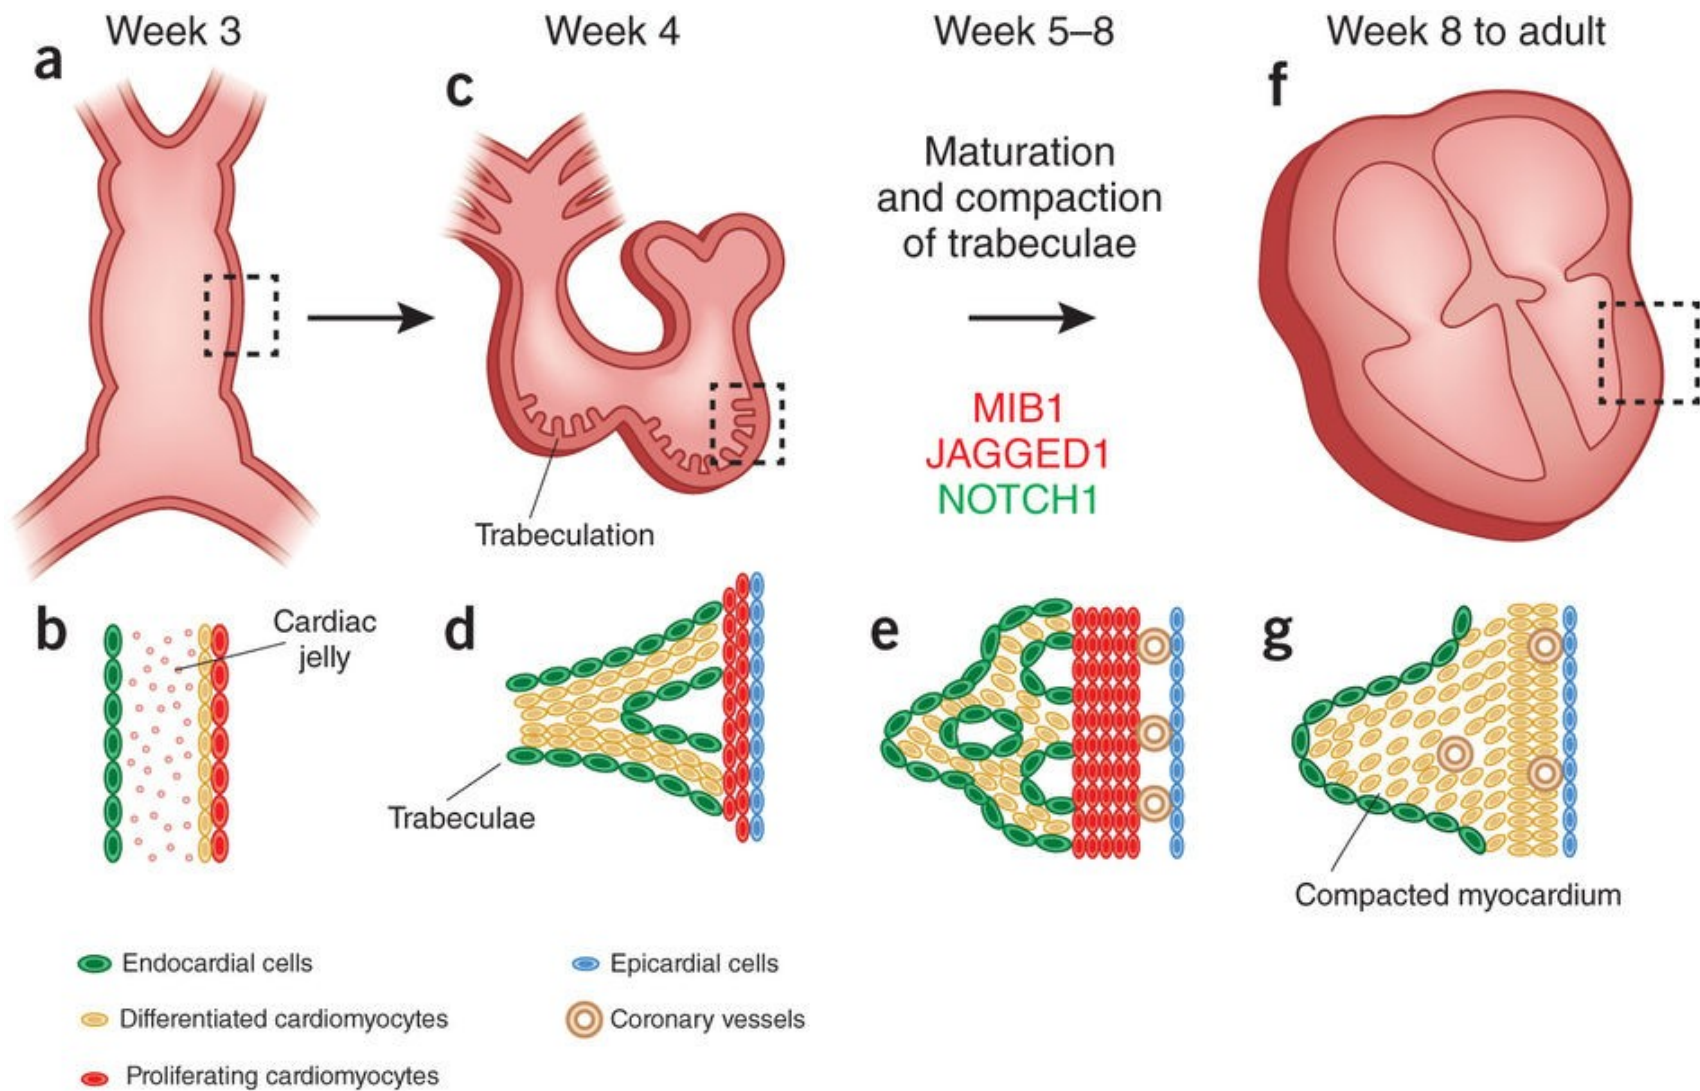 Week 3
Week 4
Week 5–8
Week 8 to adult
a
c
f
Maturation
and compaction
of trabeculae
MIB1
JAGGED1
NOTCH1
Trabeculation
b
Cardiac
jelly
d
Trabeculae
e
g
Compacted myocardium
Endocardial cells
Epicardial cells
Differentiated cardiomyocytes
Coronary vessels
Proliferating cardiomyocytes